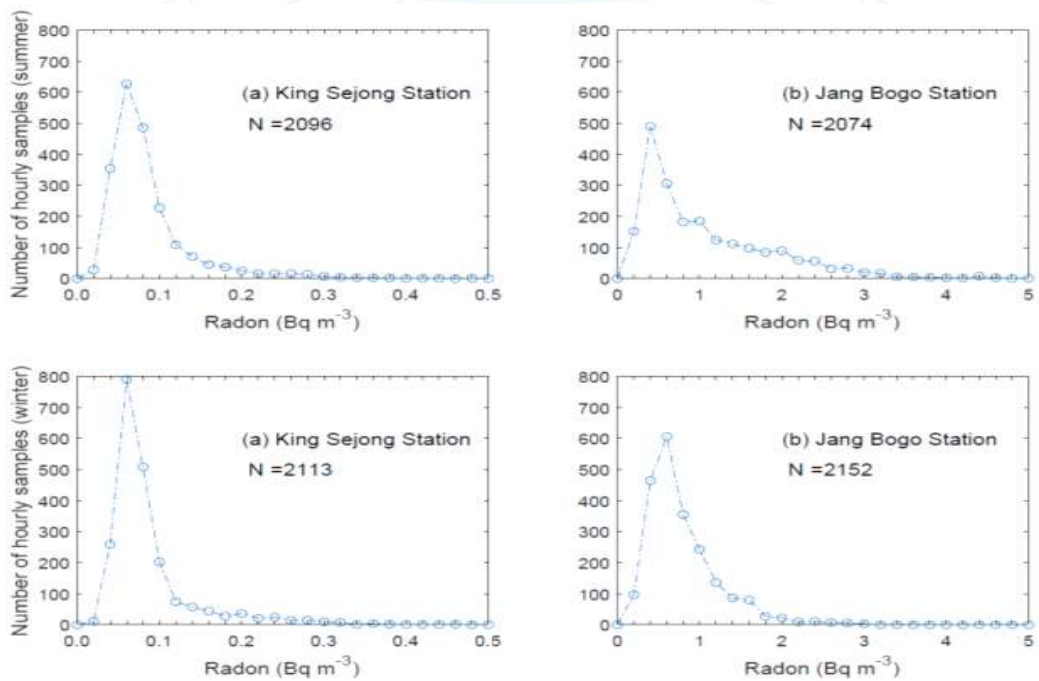 Number of hourly samples (summer)
800
700
600
500
400
300
200
100
0
(a) King Sejong Station
N =2096
0.0 0.1 0.2 0.3 0.4 0.5
Radon (Bq m⁻³)
800
700
600
500
400
300
200
100
0
(b) Jang Bogo Station
N =2074
0 1 2 3 4 5
Radon (Bq m⁻³)
Number of hourly samples (winter)
800
700
600
500
400
300
200
100
0
(a) King Sejong Station
N =2113
0.0 0.1 0.2 0.3 0.4 0.5
Radon (Bq m⁻³)
800
700
600
500
400
300
200
100
0
(b) Jang Bogo Station
N =2152
0 1 2 3 4 5
Radon (Bq m⁻³)